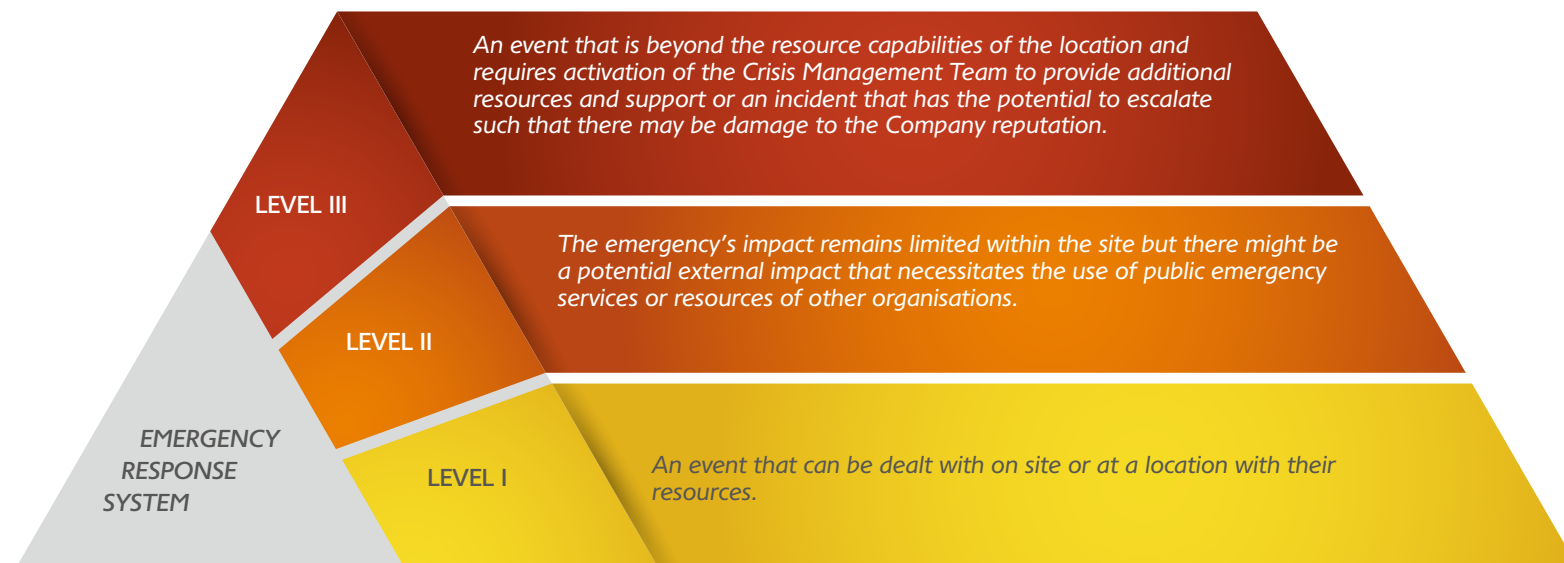 An event that is beyond the resource capabilities of the location and
requires activation of the Crisis Management Team to provide additional
resources and support or an incident that has the potential to escalate
such that there may be damage to the Company reputation.
LEVEL III
The emergency’s impact remains limited within the site but there might be
a potential external impact that necessitates the use of public emergency
services or resources of other organisations.
LEVEL II
EMERGENCY
RESPONSE
SYSTEM
LEVEL I
An event that can be dealt with on site or at a location with their
resources.